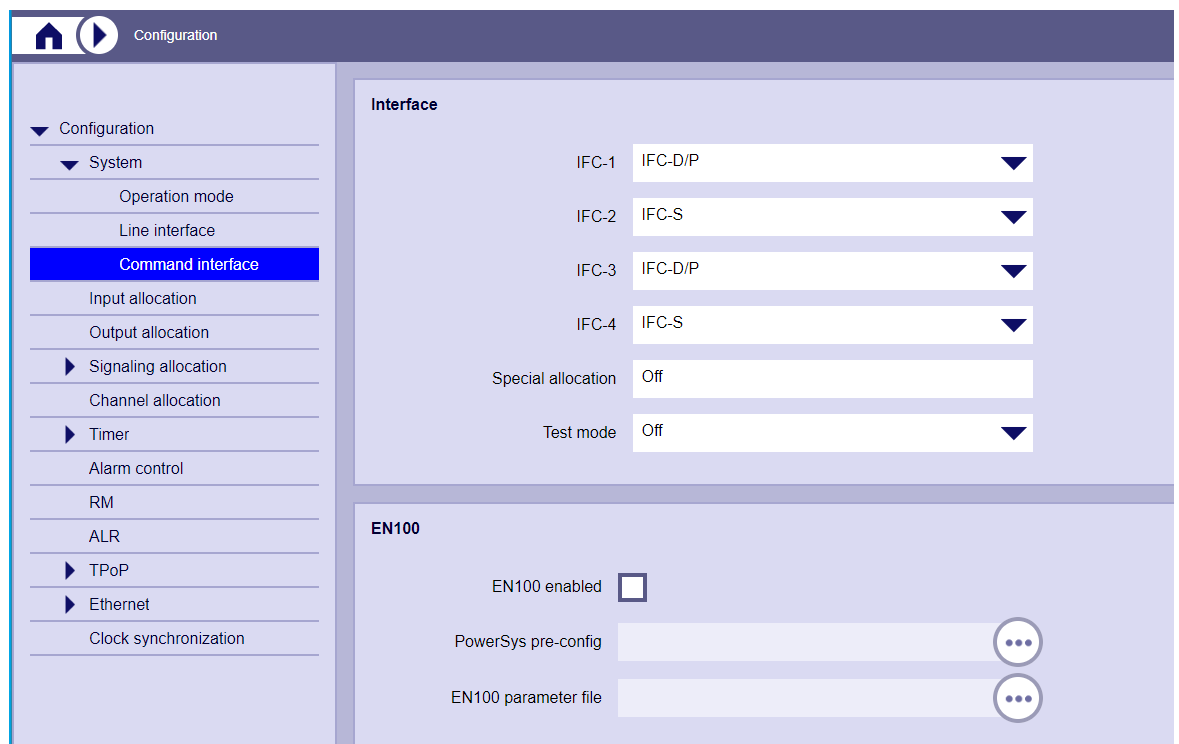 Configuration
Configuration
System
Operation mode
Line interface
Command interface
Input allocation
Output allocation
Signaling allocation
Channel allocation
Timer
Alarm control
RM
ALR
TPoP
Ethernet
Clock synchronization
Interface
IFC-1 IFC-D/P
IFC-2 IFC-S
IFC-3 IFC-D/P
IFC-4 IFC-S
Special allocation Off
Test mode Off
EN100
EN100 enabled
PowerSys pre-config
EN100 parameter file